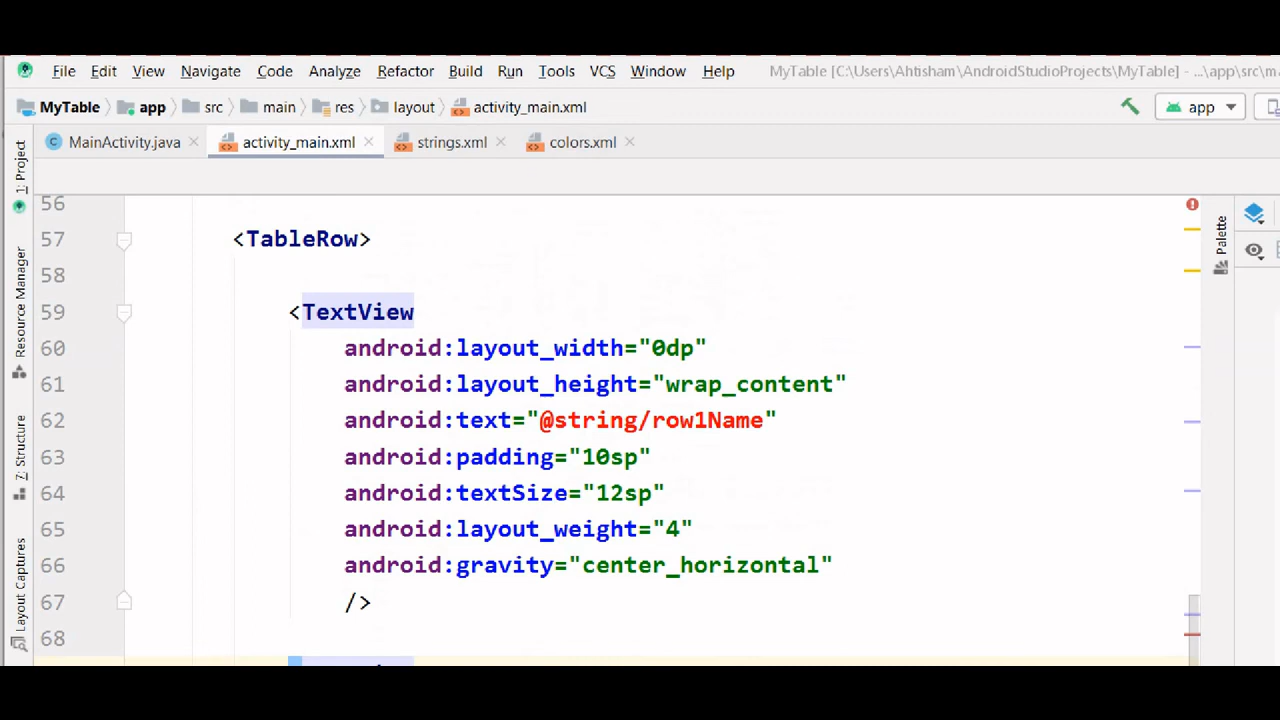 File Edit View Navigate Code Analyze Refactor Build Run Tools VCS Window Help MyTable [C:\Users\Ahtisham\AndroidStudioProjects\MyTable] - ...\app\src\m
MyTable app src main res layout activity_main.xml app
MainActivity.java activity_main.xml strings.xml colors.xml
1: Project
Resource Manager
7: Structure
Layout Captures
56
57 <TableRow>
58
59 <TextView
60 android:layout_width="0dp"
61 android:layout_height="wrap_content"
62 android:text="@string/row1Name"
63 android:padding="10sp"
64 android:textSize="12sp"
65 android:layout_weight="4"
66 android:gravity="center_horizontal"
67 />
68
Palette